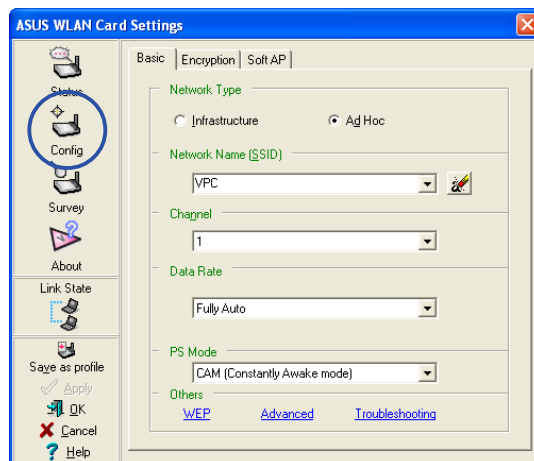 ASUS WLAN Card Settings
Status
Config
Survey
About
Link State
Save as profile
Apply
OK
Cancel
Help
Basic
Encryption
Soft AP
Network Type
Infrastructure
Ad Hoc
Network Name (SSID)
VPC
Channel
1
Data Rate
Fully Auto
PS Mode
CAM (Constantly Awake mode)
Others
WEP Advanced Troubleshooting